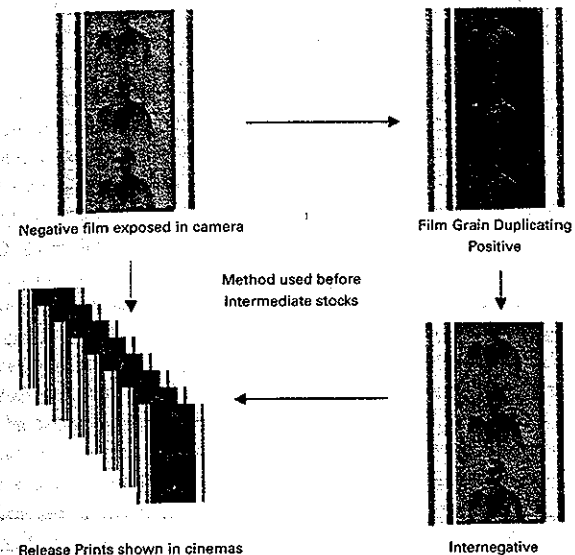 Negative film exposed in camera
Film Grain Duplicating
Positive
Method used before
Intermediate stocks
Release Prints shown in cinemas
Internegative